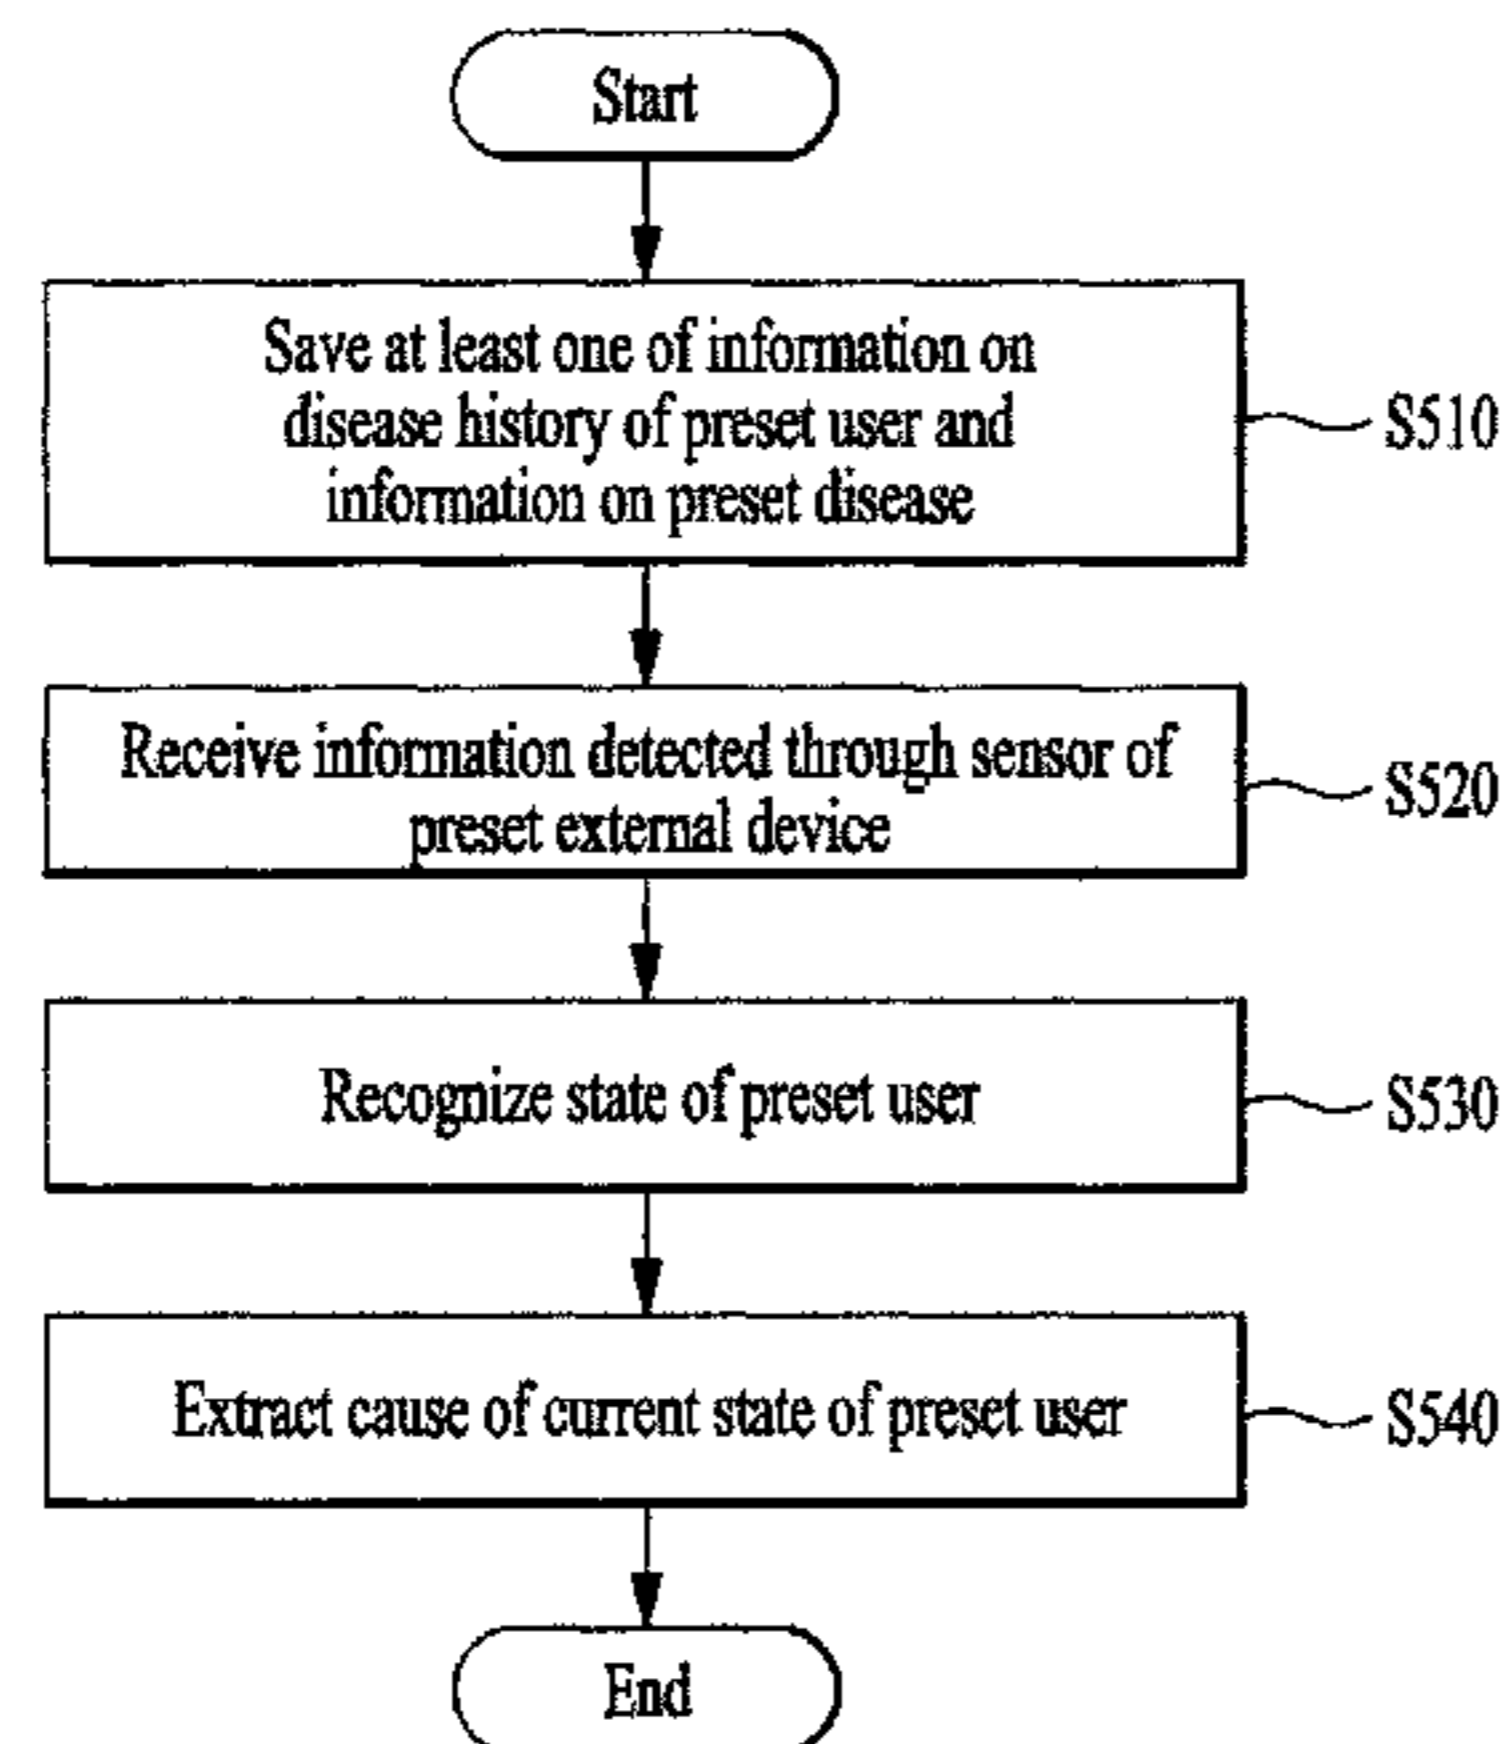 Start
Save at least one of information on
disease history of preset user and
information on preset disease
S510
Receive information detected through sensor of
preset external device
S520
Recognize state of preset user
S530
Extract cause of current state of preset user
S540
End